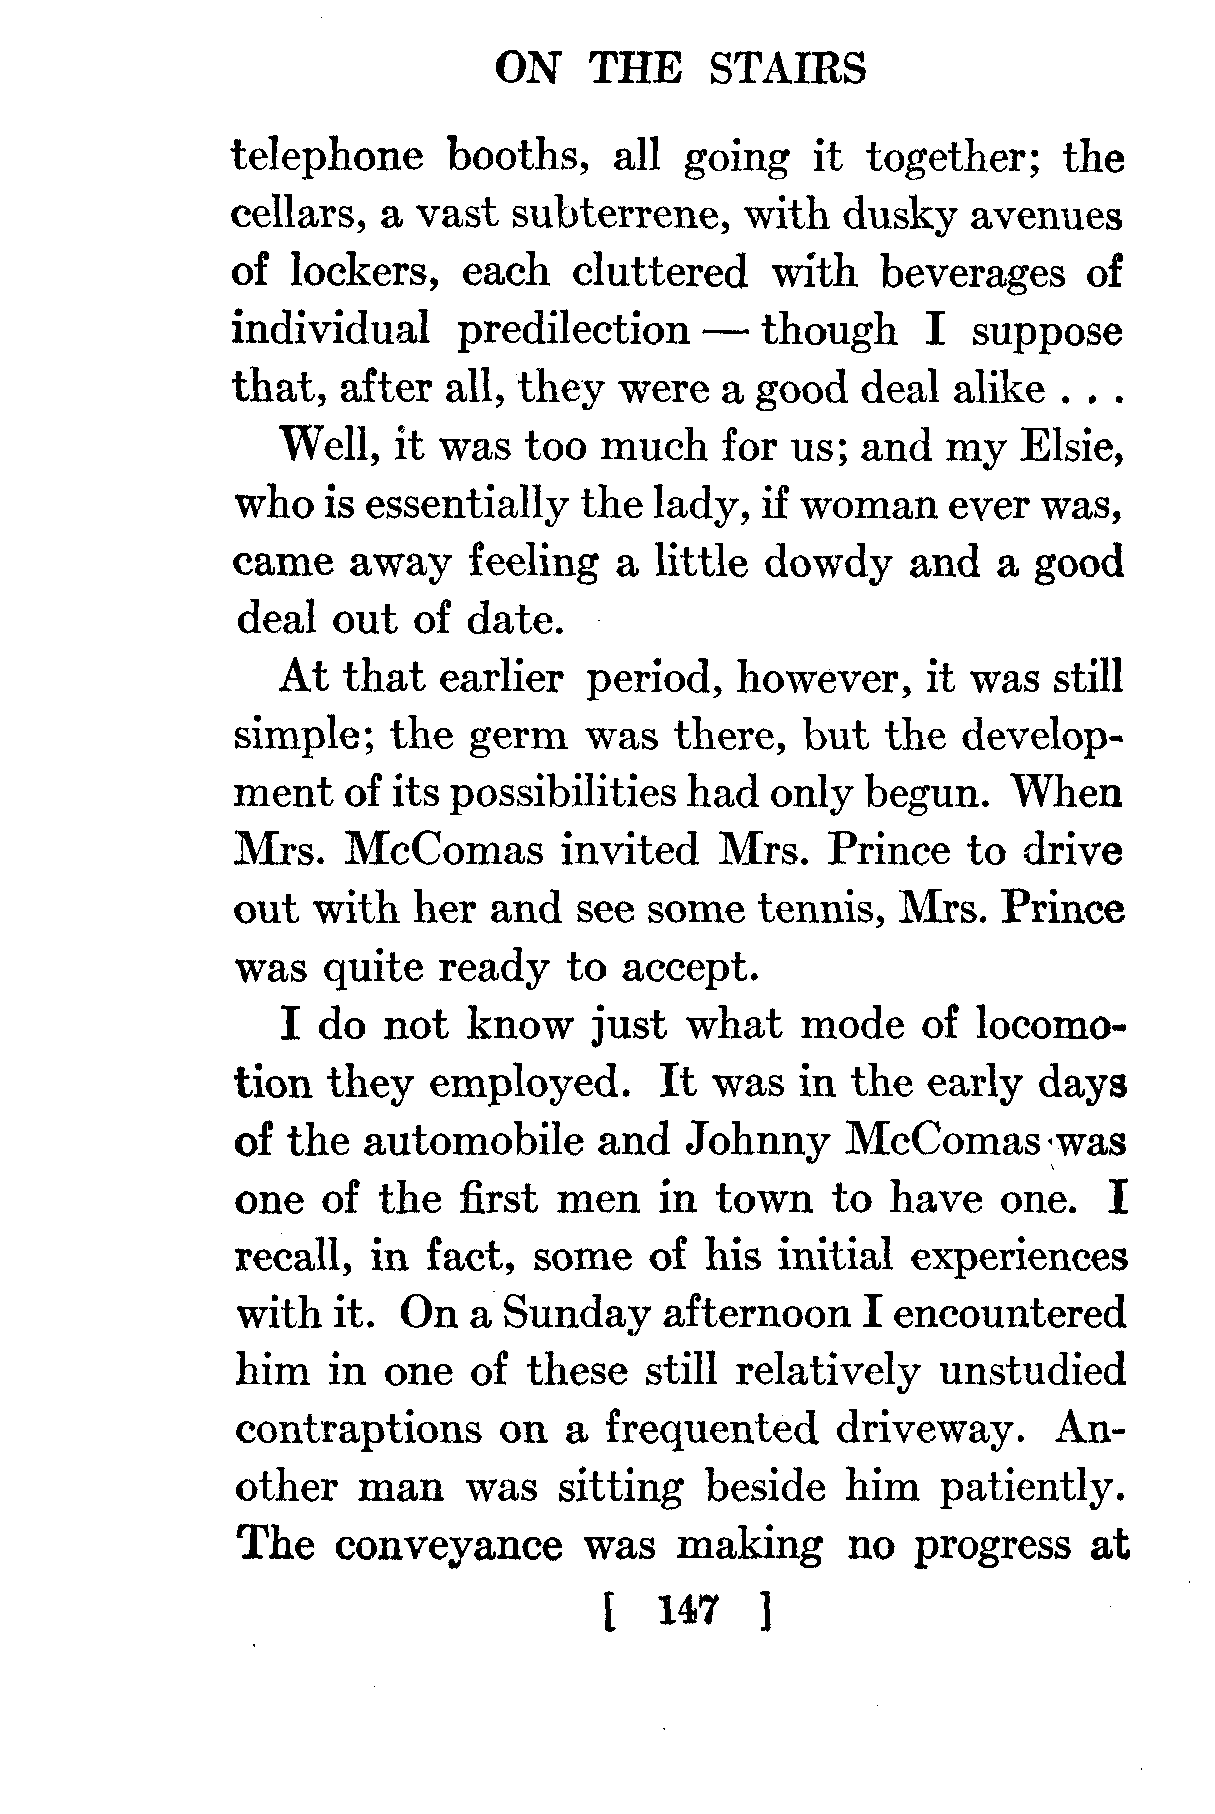 ON THE STAIRS
telephone booths, all going it together; the
cellars, a vast subterrene, with dusky avenues
of lockers, each cluttered with beverages of
individual predilection — though I suppose
that, after all, they were a good deal alike . . .
Well, it was too much for us; and my Elsie,
who is essentially the lady, if woman ever was,
came away feeling a little dowdy and a good
deal out of date.
At that earlier period, however, it was still
simple; the germ was there, but the develop-
ment of its possibilities had only begun. When
Mrs. McComas invited Mrs. Prince to drive
out with her and see some tennis, Mrs. Prince
was quite ready to accept.
I do not know just what mode of locomo-
tion they employed. It was in the early days
of the automobile and Johnny McComas was
one of the first men in town to have one. I
recall, in fact, some of his initial experiences
with it. On a Sunday afternoon I encountered
him in one of these still relatively unstudied
contraptions on a frequented driveway. An-
other man was sitting beside him patiently.
The conveyance was making no progress at
[ 147 ]